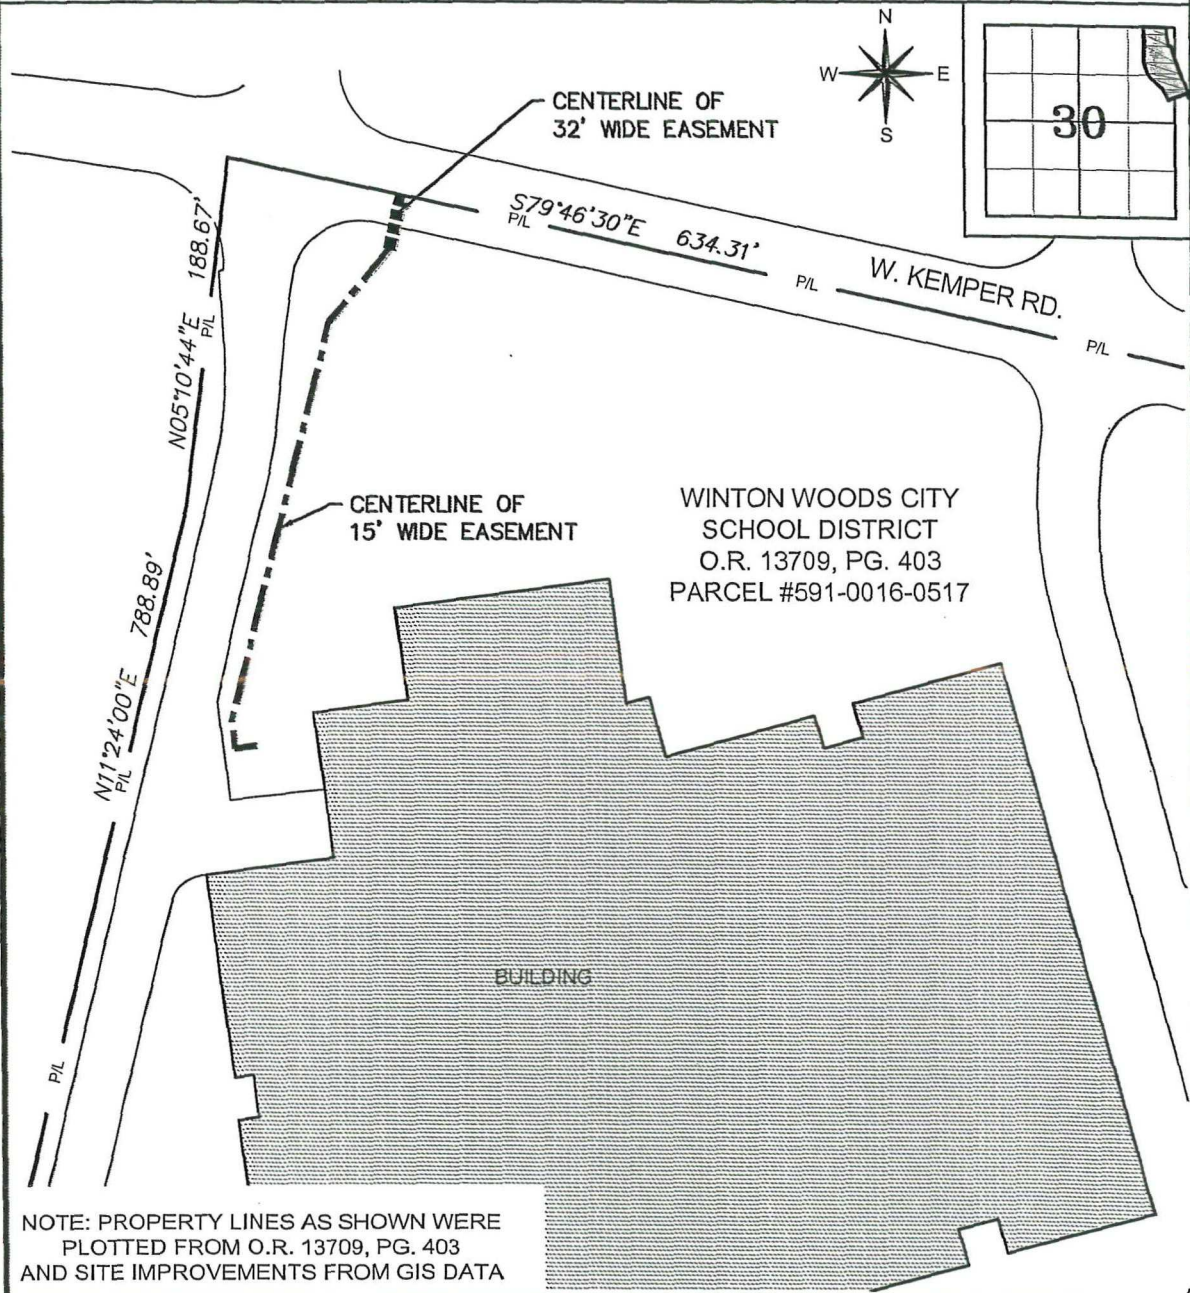 N
W E
S
30
CENTERLINE OF
32' WIDE EASEMENT
S79°46'30"E 634.31'
P/L
P/L
W. KEMPER RD.
P/L
N05°10'44"E 188.67'
P/L
CENTERLINE OF
15' WIDE EASEMENT
WINTON WOODS CITY
SCHOOL DISTRICT
O.R. 13709, PG. 403
PARCEL #591-0016-0517
N11°24'00"E 788.89'
P/L
BUILDING
P/L
NOTE: PROPERTY LINES AS SHOWN WERE
PLOTTED FROM O.R. 13709, PG. 403
AND SITE IMPROVEMENTS FROM GIS DATA